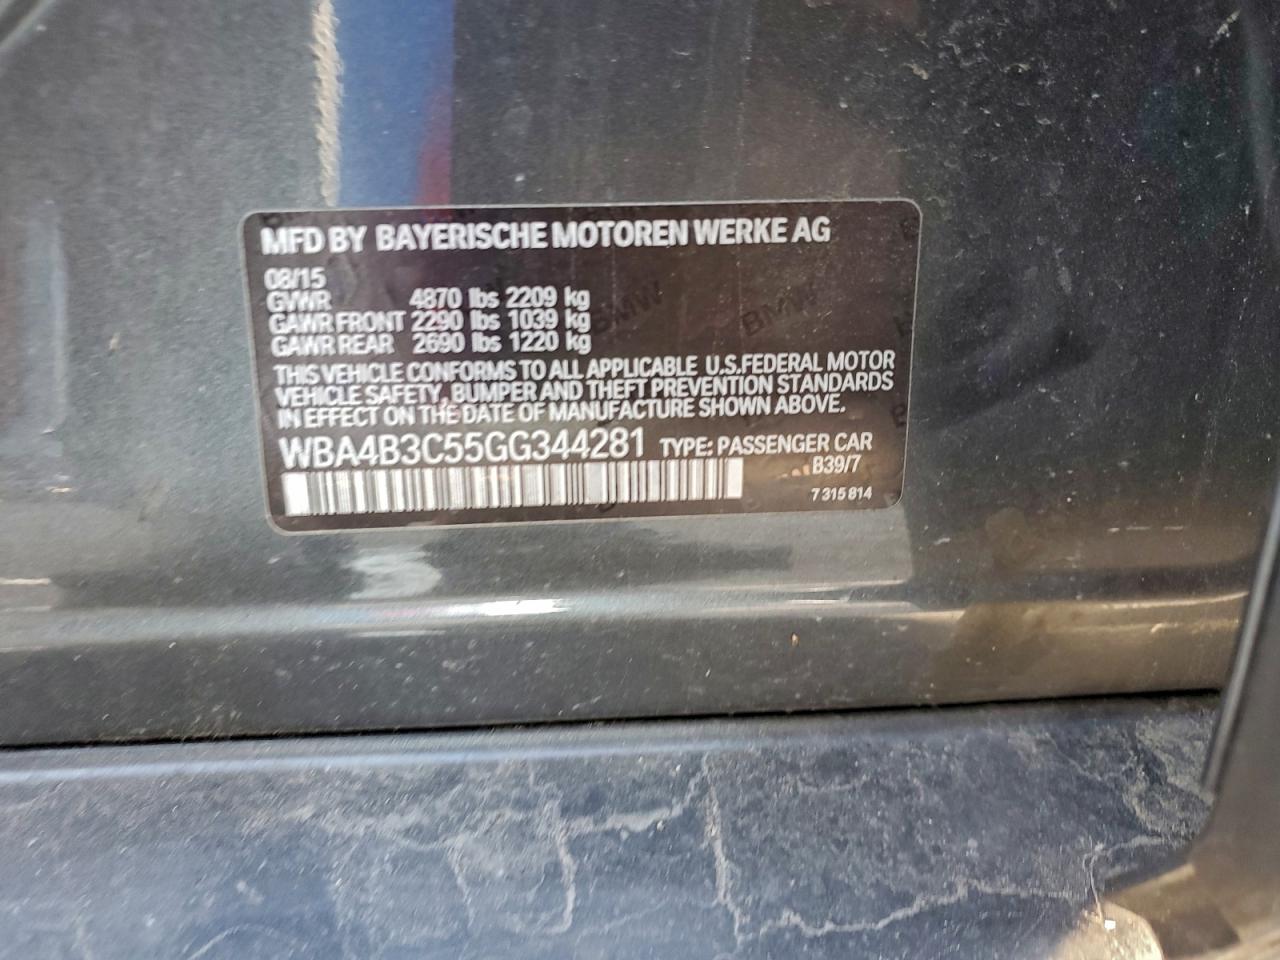 MFD BY BAYERISCHE MOTOREN WERKE AG
08/15
GVWR 4870 lbs 2209 kg
GAWR FRONT 2290 lbs 1039 kg
GAWR REAR 2690 lbs 1220 kg
THIS VEHICLE CONFORMS TO ALL APPLICABLE U.S.FEDERAL MOTOR
VEHICLE SAFETY, BUMPER AND THEFT PREVENTION STANDARDS
IN EFFECT ON THE DATE OF MANUFACTURE SHOWN ABOVE.
WBA4B3C55GG344281 TYPE: PASSENGER CAR
B39/7
7 315 814
BMW BMW